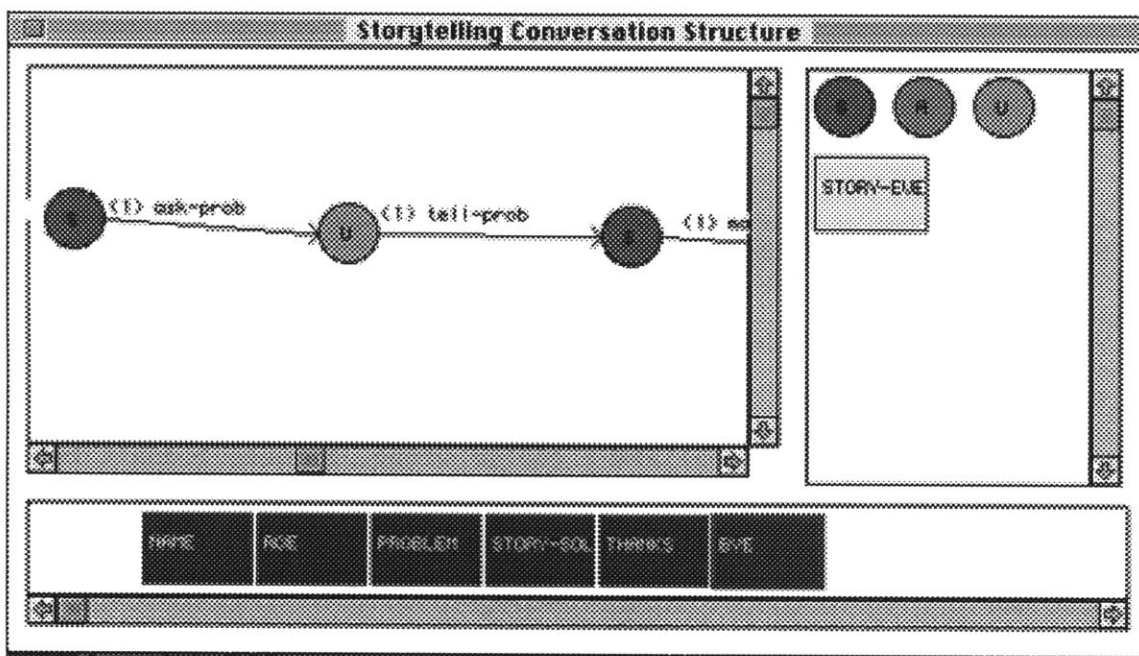 Storytelling Conversation Structure
S A U
STORY-EVE
S (1) ask-prob U (1) tell-prob S (1) mo
NAME AGE PROBLEM STORY-SOL THANKS BYE